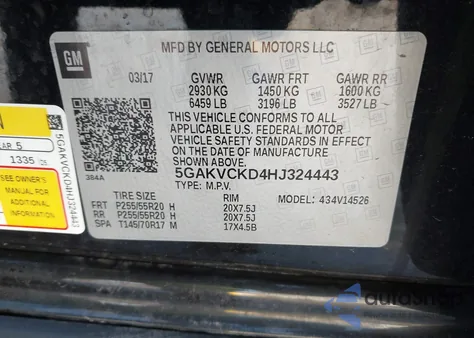 GM
MFD BY GENERAL MOTORS LLC
03/17 GVWR GAWR FRT GAWR RR
2930 KG 1450 KG 1600 KG
6459 LB 3196 LB 3527 LB
THIS VEHICLE CONFORMS TO ALL
APPLICABLE U.S. FEDERAL MOTOR
VEHICLE SAFETY STANDARDS IN
EFFECT ON THE DATE OF MANUFACTURE
SHOWN ABOVE.
384A 5GAKVCKD4HJ324443
TYPE: M.P.V.
MODEL: 434V14526
TIRE SIZE RIM
FRT P255/55R20 H 20X7.5J
RR P255/55R20 H 20X7.5J
SPA T145/70R17 M 17X4.5B
5GAKVCKD4HJ324443
5
1335
SEE OWNER'S
MANUAL FOR
ADDITIONAL
INFORMATION
autoshop